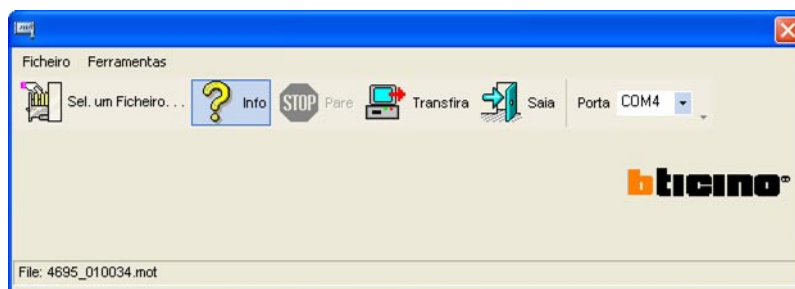 Ficheiro Ferramentas
Sel. um Ficheiro. . . Info STOP Pare Transfira Saia Porta COM4
bticino
File: 4695_010034.mot